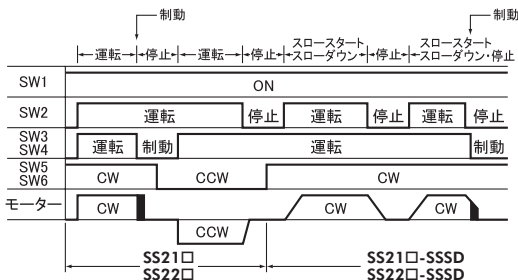 制動
制動
運転 停止 運転 停止 スロースタート スローダウン 停止 スロースタート スローダウン・停止
SW1 ON
SW2 運転 停止 運転 停止 運転 停止
SW3 SW4 運転 制動 運転 制動
SW5 SW6 CW CCW CW
モーター CW CCW CW CW
SS21□ SS21□-SSSD
SS22□ SS22□-SSSD